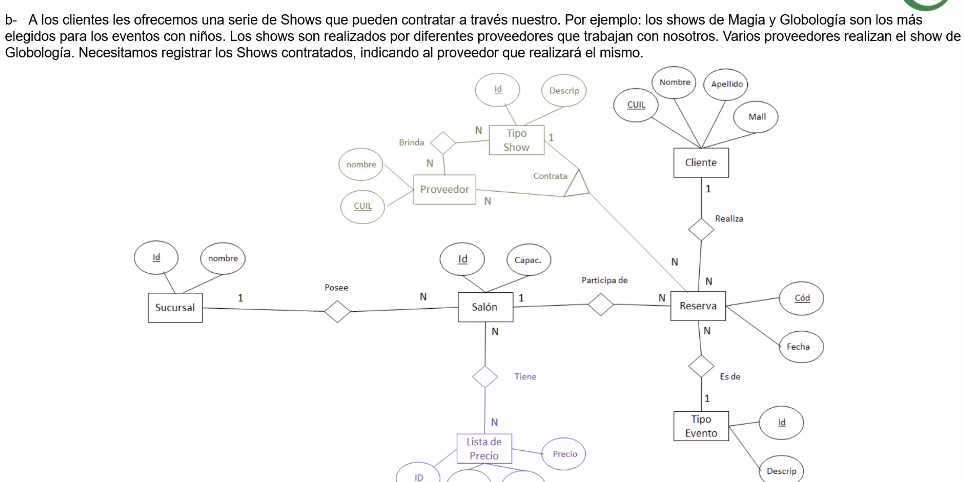 b- A los clientes les ofrecemos una serie de Shows que pueden contratar a través nuestro. Por ejemplo: los shows de Magia y Globología son los más
elegidos para los eventos con niños. Los shows son realizados por diferentes proveedores que trabajan con nosotros. Varios proveedores realizan el show de
Globología. Necesitamos registrar los Shows contratados, indicando al proveedor que realizará el mismo.
Id
Descrip
Nombre
Apellido
CUIL
Mail
Tipo
Show
N
1
Brinda
N
nombre
Proveedor
CUIL
Contrata
N
Cliente
1
Realiza
N
N
Id
nombre
Sucursal
1
Posee
N
Id
Capac.
Salón
1
Participa de
N
Reserva
Cód
Fecha
N
Tiene
N
Lista de
Precio
Precio
ID
N
Es de
1
Tipo
Evento
Id
Descrip